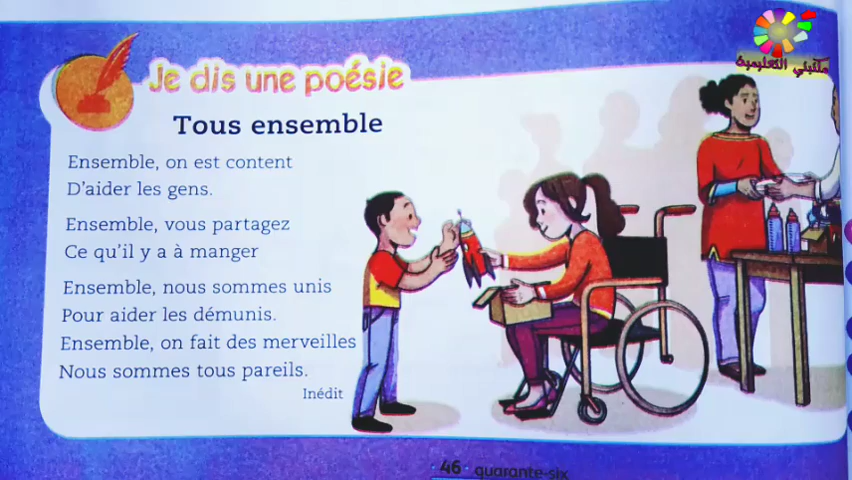 مكتبتي التعليمية
Je dis une poésie
Tous ensemble
Ensemble, on est content
D'aider les gens.
Ensemble, vous partagez
Ce qu'il y a à manger
Ensemble, nous sommes unis
Pour aider les démunis.
Ensemble, on fait des merveilles
Nous sommes tous pareils.
Inédit
· 46 · quarante-six